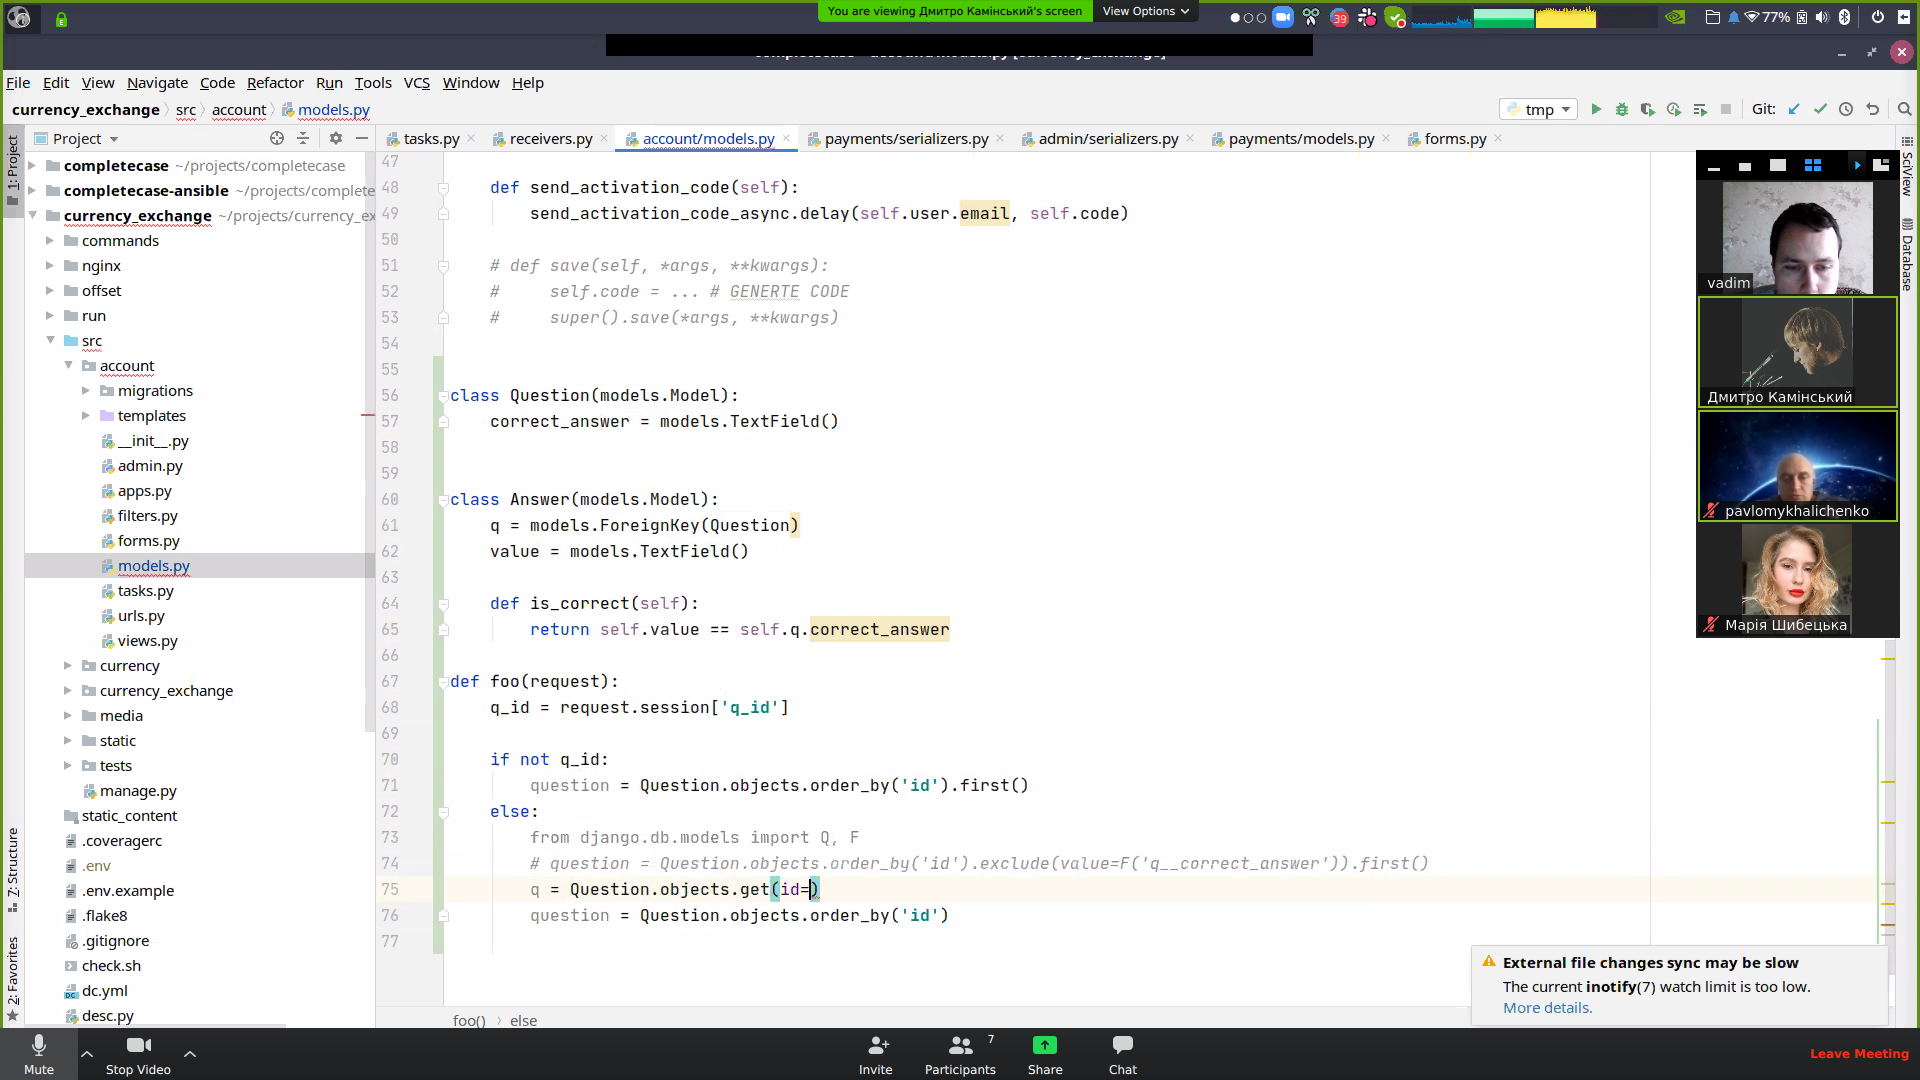 You are viewing Дмитро Камінський's screen
View Options
39
77%
File Edit View Navigate Code Refactor Run Tools VCS Window Help
currency_exchange src account models.py
tmp
Git:
Project
tasks.py
receivers.py
account/models.py
payments/serializers.py
admin/serializers.py
payments/models.py
forms.py
1: Project
7: Structure
2: Favorites
SciView
Database
completecase ~/projects/completecase
completecase-ansible ~/projects/complete
currency_exchange ~/projects/currency_ex
commands
nginx
offset
run
src
account
migrations
templates
__init__.py
admin.py
apps.py
filters.py
forms.py
models.py
tasks.py
urls.py
views.py
currency
currency_exchange
media
static
tests
manage.py
static_content
.coveragerc
.env
.env.example
.flake8
.gitignore
check.sh
dc.yml
desc.py
47
48 def send_activation_code(self):
49 send_activation_code_async.delay(self.user.email, self.code)
50
51 # def save(self, *args, **kwargs):
52 # self.code = ... # GENERTE CODE
53 # super().save(*args, **kwargs)
54
55
56 class Question(models.Model):
57 correct_answer = models.TextField()
58
59
60 class Answer(models.Model):
61 q = models.ForeignKey(Question)
62 value = models.TextField()
63
64 def is_correct(self):
65 return self.value == self.q.correct_answer
66
67 def foo(request):
68 q_id = request.session['q_id']
69
70 if not q_id:
71 question = Question.objects.order_by('id').first()
72 else:
73 from django.db.models import Q, F
74 # question = Question.objects.order_by('id').exclude(value=F('q__correct_answer')).first()
75 q = Question.objects.get(id=)
76 question = Question.objects.order_by('id')
77
foo() › else
vadim
Дмитро Камінський
pavlomykhalichenko
Марія Шибецька
External file changes sync may be slow
The current inotify(7) watch limit is too low.
More details.
Mute
Stop Video
Invite
Participants
7
Share
Chat
Leave Meeting